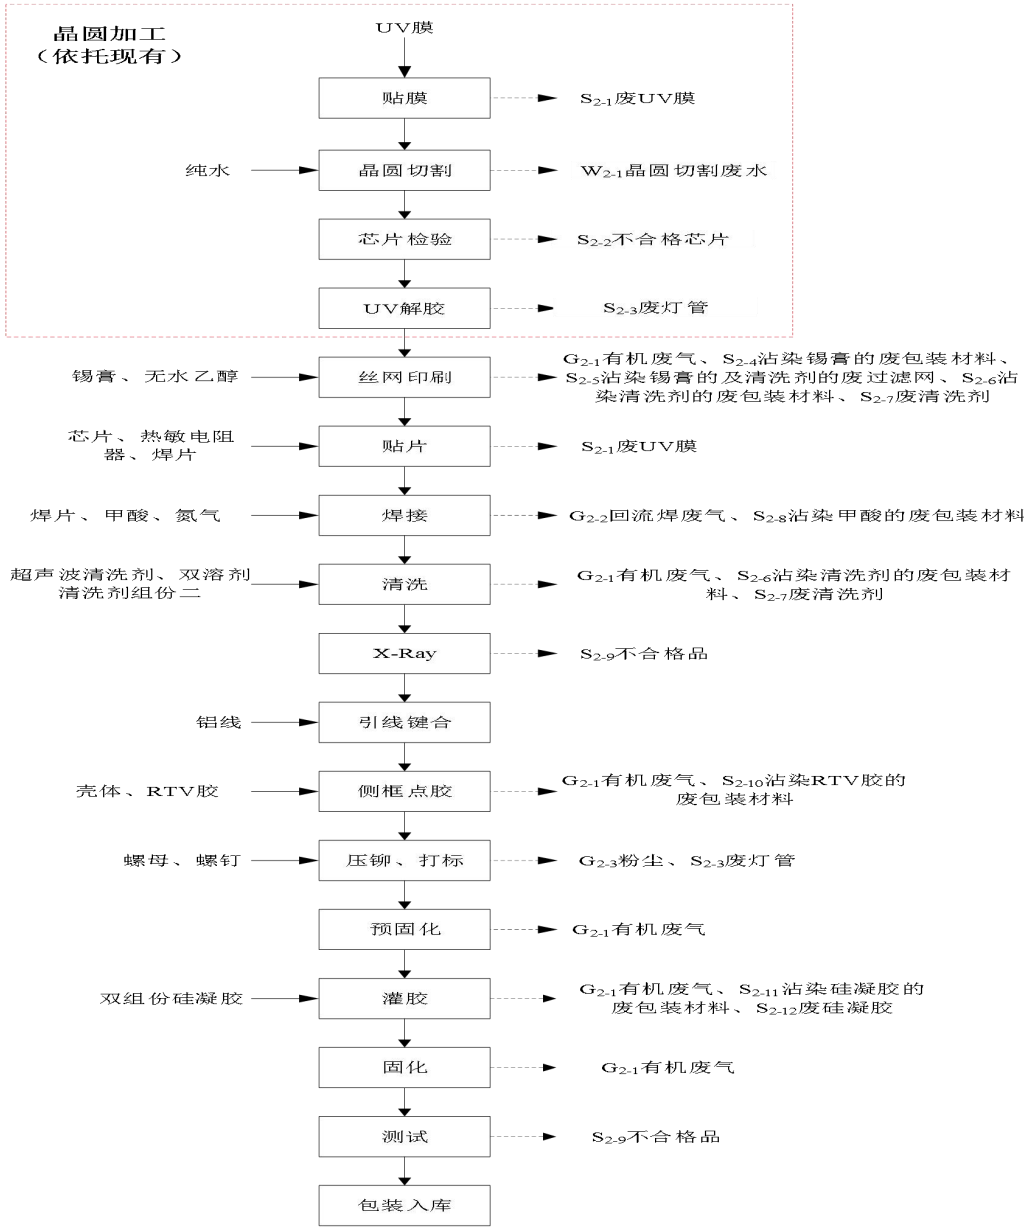 晶圆加工
（依托现有）
UV膜
贴膜
S2-1废UV膜
纯水
晶圆切割
W2-1晶圆切割废水
芯片检验
S2-2不合格芯片
UV解胶
S2-3废灯管
锡膏、无水乙醇
丝网印刷
G2-1有机废气、S2-4沾染锡膏的废包装材料、
S2-5沾染锡膏的及清洗剂的废过滤网、S2-6沾
染清洗剂的废包装材料、S2-7废清洗剂
芯片、热敏电阻
器、焊片
贴片
S2-1废UV膜
焊片、甲酸、氮气
焊接
G2-2回流焊废气、S2-8沾染甲酸的废包装材料
超声波清洗剂、双溶剂
清洗剂组份二
清洗
G2-1有机废气、S2-6沾染清洗剂的废包装材
料、S2-7废清洗剂
X-Ray
S2-9不合格品
铝线
引线键合
壳体、RTV胶
侧框点胶
G2-1有机废气、S2-10沾染RTV胶的
废包装材料
螺母、螺钉
压铆、打标
G2-3粉尘、S2-3废灯管
预固化
G2-1有机废气
双组份硅凝胶
灌胶
G2-1有机废气、S2-11沾染硅凝胶的
废包装材料、S2-12废硅凝胶
固化
G2-1有机废气
测试
S2-9不合格品
包装入库